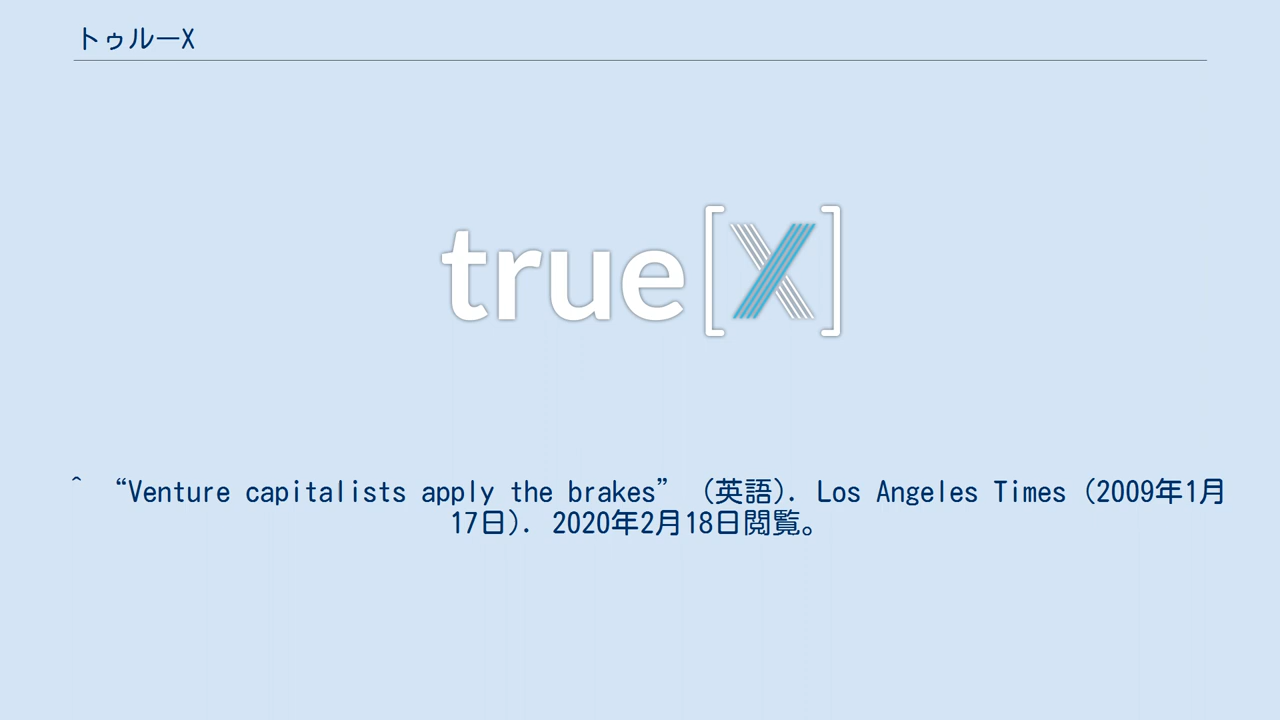 トゥルーX
true[X]
^ “Venture capitalists apply the brakes” (英語). Los Angeles Times (2009年1月
17日). 2020年2月18日閲覧。